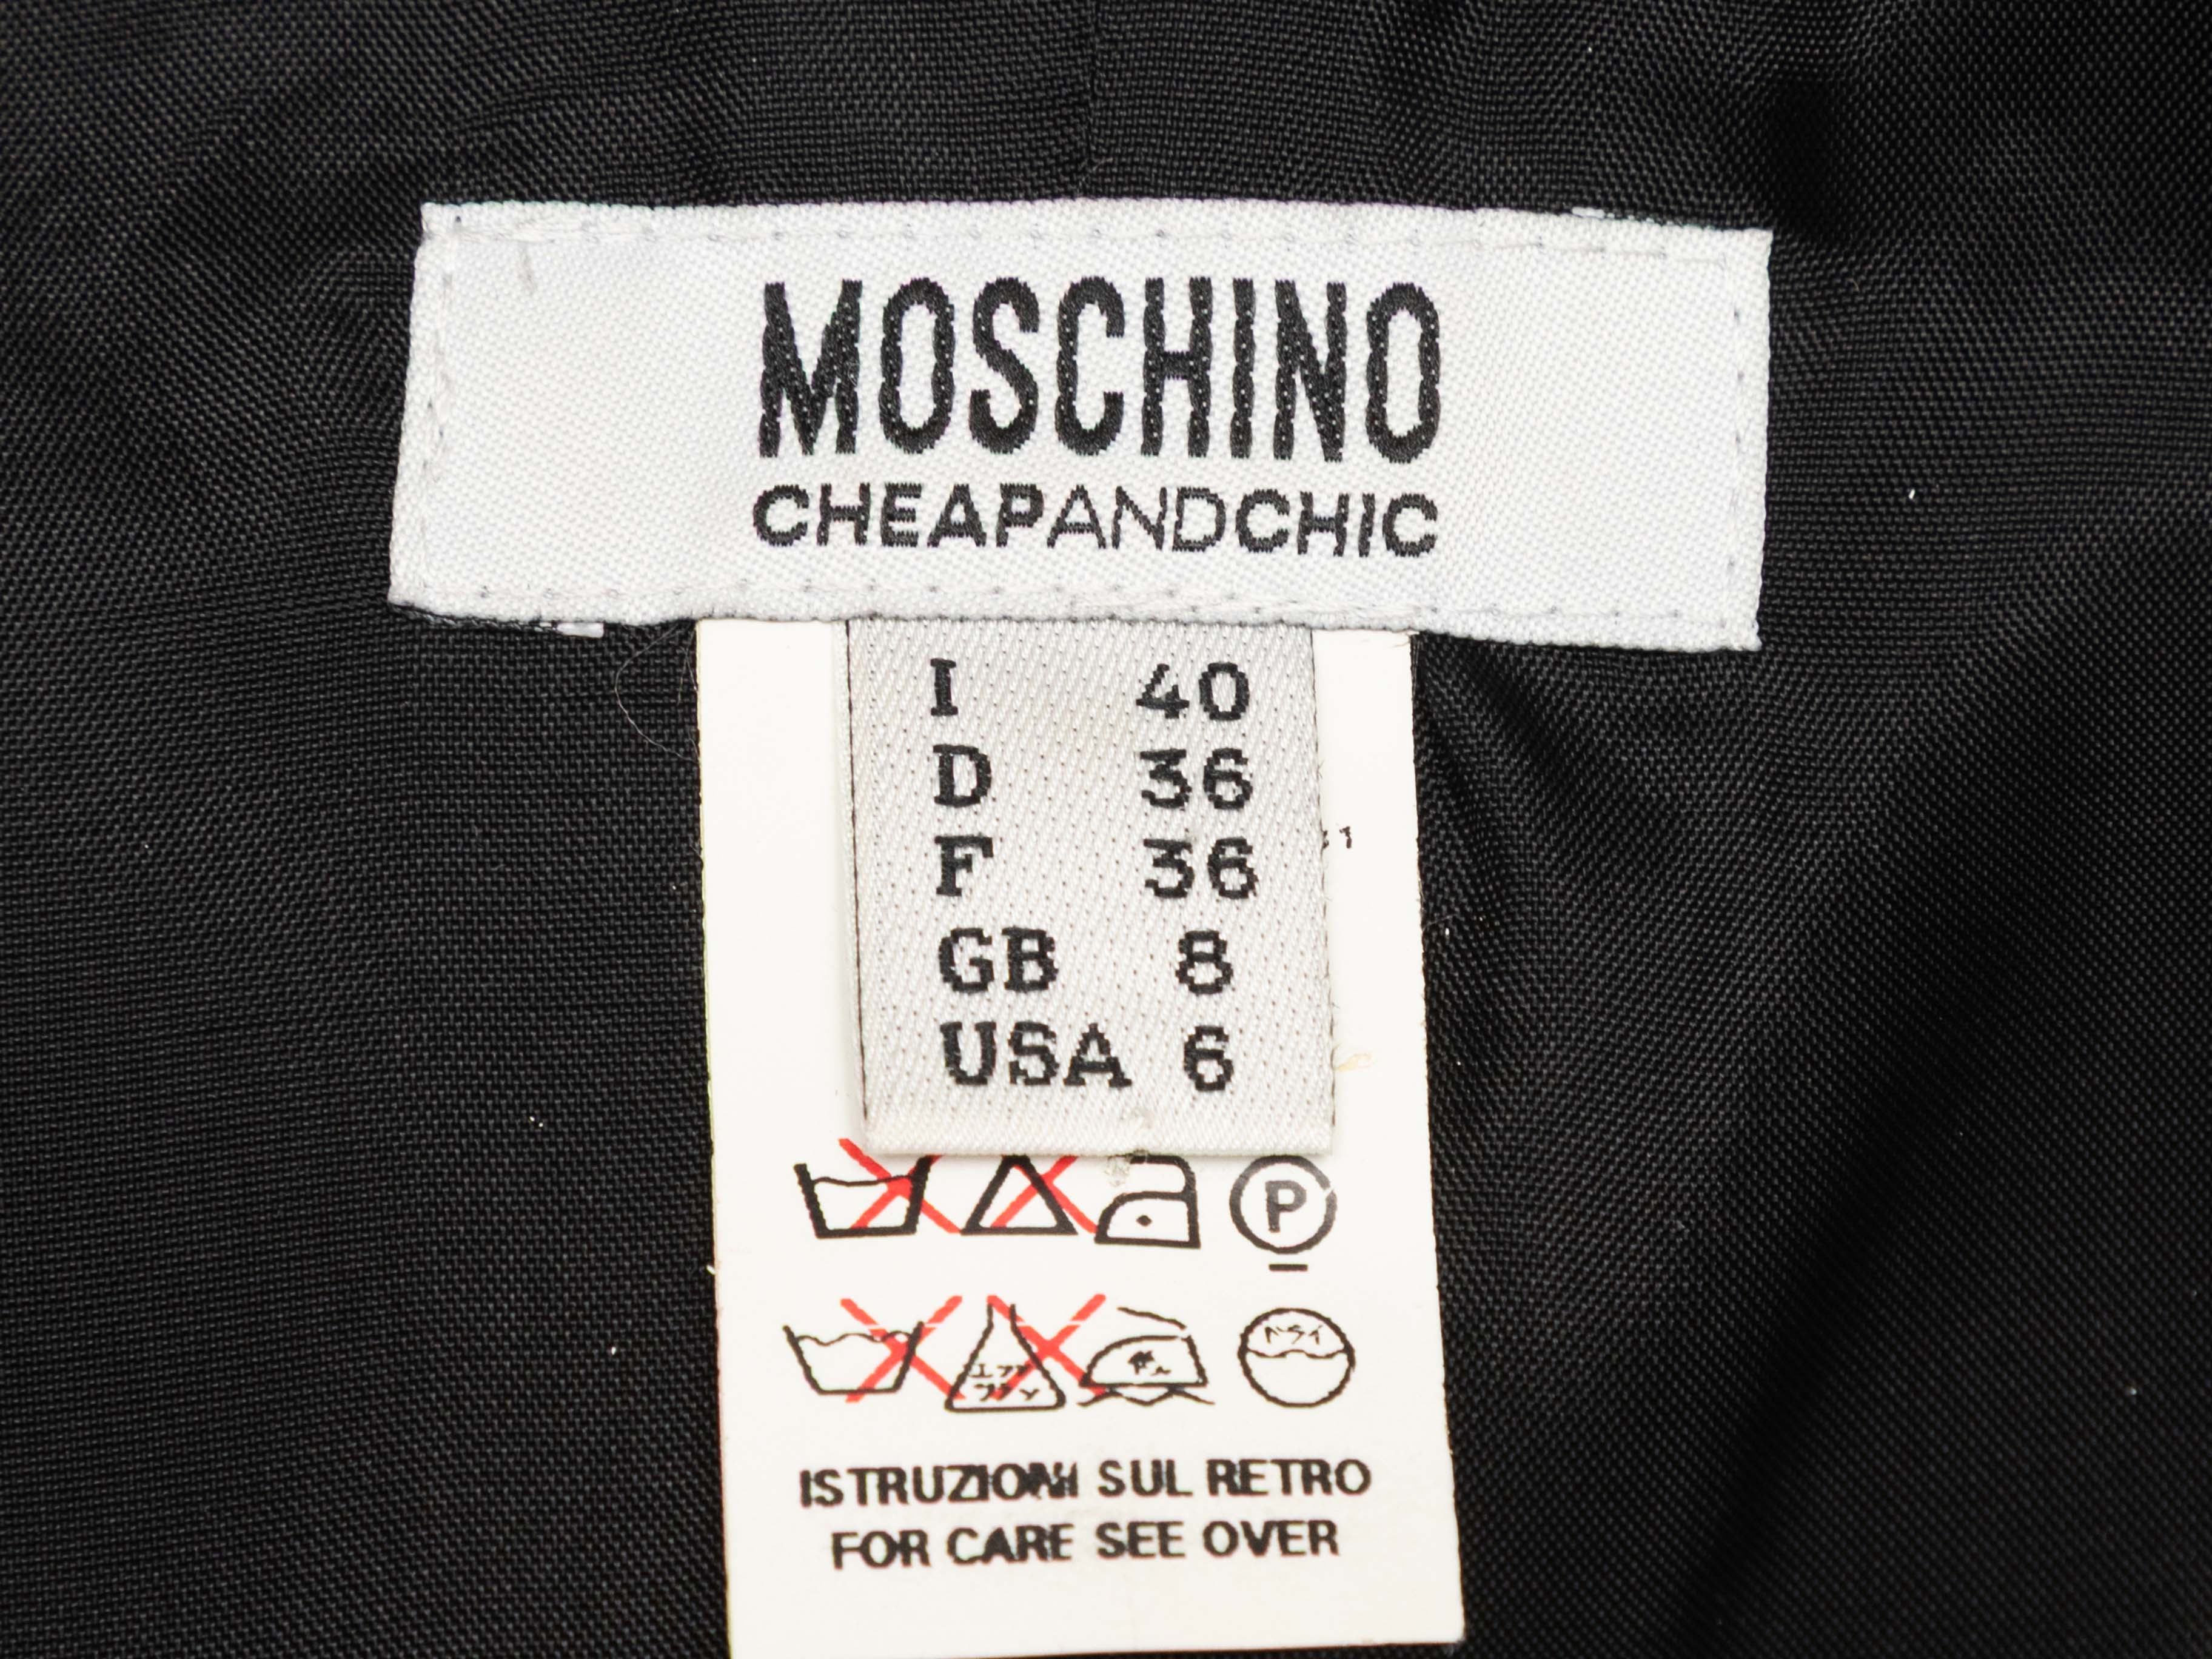 MOSCHINO
CHEAPANDCHIC
I 40
D 36
F 36
GB 8
USA 6
P
ISTRUZIONI SUL RETRO
FOR CARE SEE OVER